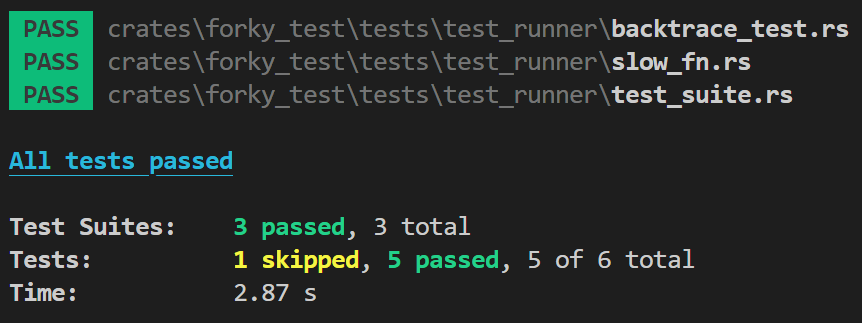 PASS crates\forky_test\tests\test_runner\backtrace_test.rs
PASS crates\forky_test\tests\test_runner\slow_fn.rs
PASS crates\forky_test\tests\test_runner\test_suite.rs
All tests passed
Test Suites: 3 passed, 3 total
Tests: 1 skipped, 5 passed, 5 of 6 total
Time: 2.87 s